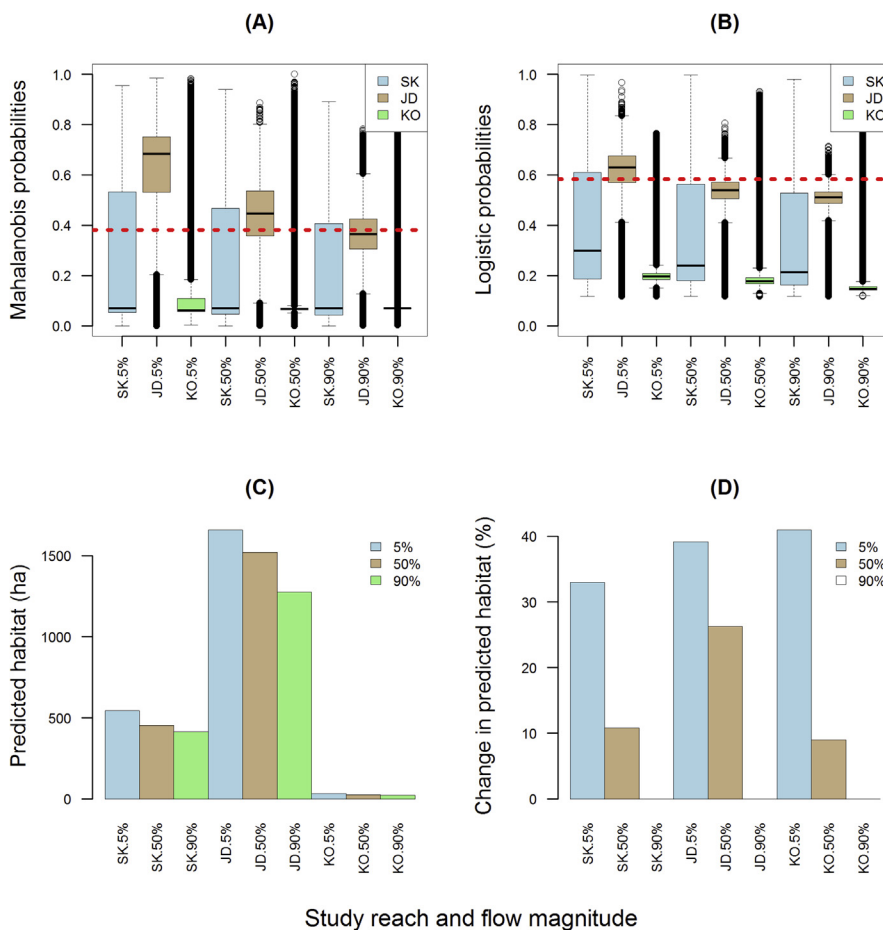 (A)
Mahalanobis probabilities
1.0
0.8
0.6
0.4
0.2
0.0
SK
JD
KO
SK.5%
JD.5%
KO.5%
SK.50%
JD.50%
KO.50%
SK.90%
JD.90%
KO.90%
(B)
Logistic probabilities
1.0
0.8
0.6
0.4
0.2
0.0
SK
JD
KO
SK.5%
JD.5%
KO.5%
SK.50%
JD.50%
KO.50%
SK.90%
JD.90%
KO.90%
(C)
Predicted habitat (ha)
1500
1000
500
0
5%
50%
90%
SK.5%
SK.50%
SK.90%
JD.5%
JD.50%
JD.90%
KO.5%
KO.50%
KO.90%
(D)
Change in predicted habitat (%)
40
30
20
10
0
5%
50%
90%
SK.5%
SK.50%
SK.90%
JD.5%
JD.50%
JD.90%
KO.5%
KO.50%
KO.90%
Study reach and flow magnitude